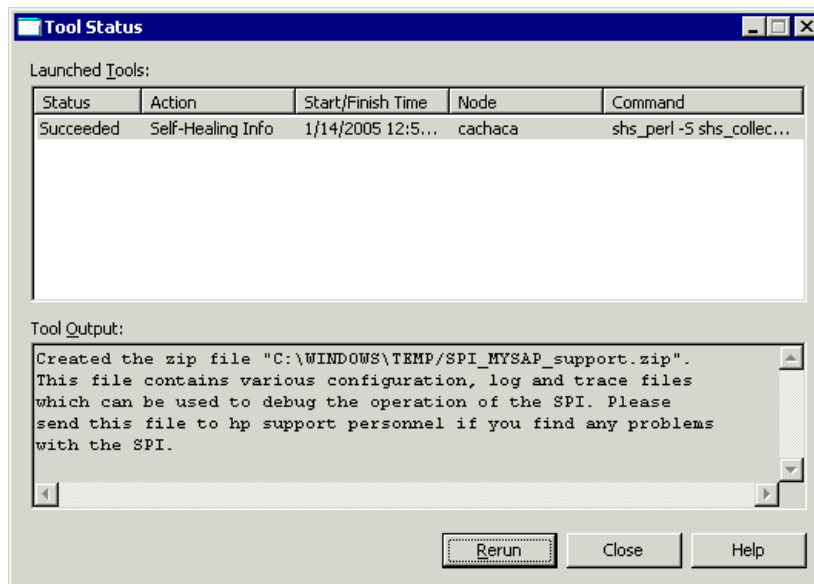 Tool Status
Launched Tools:
Status Action Start/Finish Time Node Command
Succeeded Self-Healing Info 1/14/2005 12:5... cachaca shs_perl -S shs_collec...
Tool Output:
Created the zip file "C:\WINDOWS\TEMP/SPI_MYSAP_support.zip".
This file contains various configuration, log and trace files
which can be used to debug the operation of the SPI. Please
send this file to hp support personnel if you find any problems
with the SPI.
Rerun Close Help